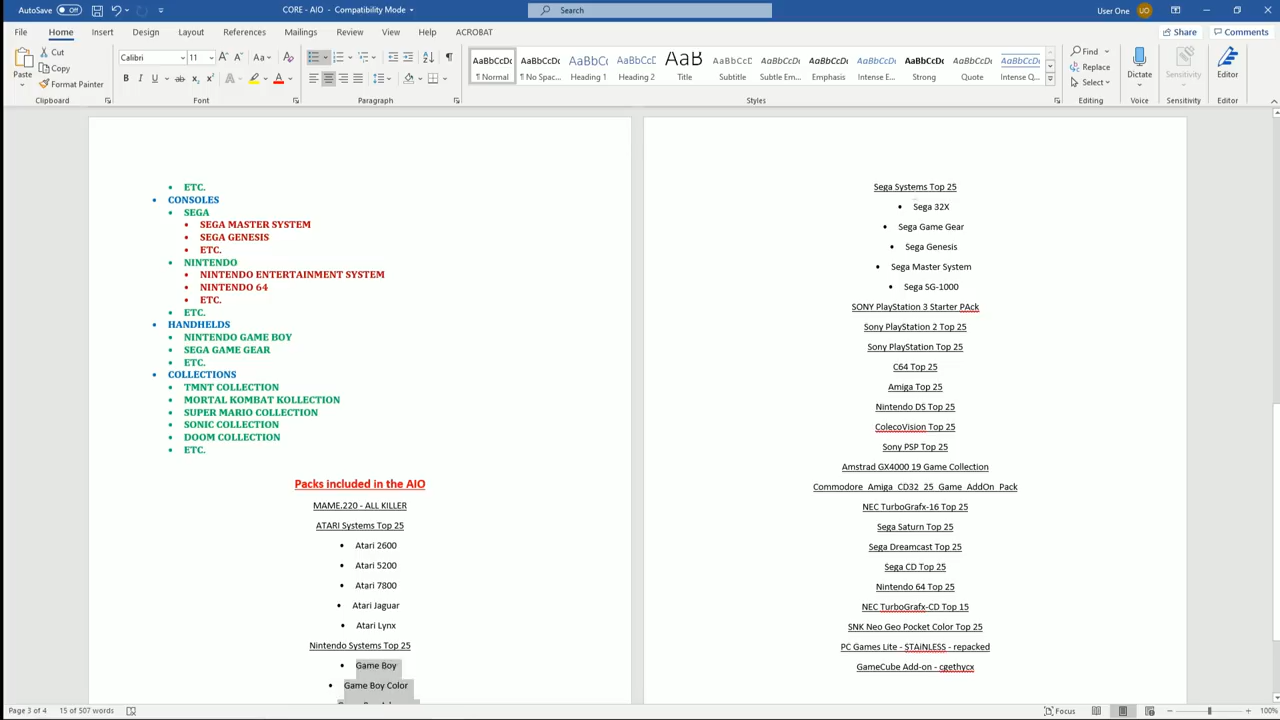 AutoSave Off
CORE - AIO - Compatibility Mode
Search
User One UO
File Home Insert Design Layout References Mailings Review View Help ACROBAT
Share Comments
Paste
Cut
Copy
Format Painter
Clipboard
Calibri 11
Font
Paragraph
AaBbCcDc ¶ Normal
AaBbCcDc ¶ No Spac...
AaBbCc Heading 1
AaBbCcC Heading 2
AaB Title
AaBbCcD Subtitle
AaBbCcDc Subtle Em...
AaBbCcDc Emphasis
AaBbCcDc Intense E...
AaBbCcDc Strong
AaBbCcDc Quote
AaBbCcDc Intense Q...
Styles
Find
Replace
Select
Editing
Dictate
Voice
Sensitivity
Sensitivity
Editor
Editor
• ETC.
• CONSOLES
• SEGA
• SEGA MASTER SYSTEM
• SEGA GENESIS
• ETC.
• NINTENDO
• NINTENDO ENTERTAINMENT SYSTEM
• NINTENDO 64
• ETC.
• ETC.
• HANDHELDS
• NINTENDO GAME BOY
• SEGA GAME GEAR
• ETC.
• COLLECTIONS
• TMNT COLLECTION
• MORTAL KOMBAT KOLLECTION
• SUPER MARIO COLLECTION
• SONIC COLLECTION
• DOOM COLLECTION
• ETC.
Packs included in the AIO
MAME.220 - ALL KILLER
ATARI Systems Top 25
• Atari 2600
• Atari 5200
• Atari 7800
• Atari Jaguar
• Atari Lynx
Nintendo Systems Top 25
• Game Boy
• Game Boy Color
Sega Systems Top 25
• Sega 32X
• Sega Game Gear
• Sega Genesis
• Sega Master System
• Sega SG-1000
SONY PlayStation 3 Starter PAck
Sony PlayStation 2 Top 25
Sony PlayStation Top 25
C64 Top 25
Amiga Top 25
Nintendo DS Top 25
ColecoVision Top 25
Sony PSP Top 25
Amstrad GX4000 19 Game Collection
Commodore_Amiga_CD32_25_Game_AddOn_Pack
NEC TurboGrafx-16 Top 25
Sega Saturn Top 25
Sega Dreamcast Top 25
Sega CD Top 25
Nintendo 64 Top 25
NEC TurboGrafx-CD Top 15
SNK Neo Geo Pocket Color Top 25
PC Games Lite - STAiNLESS - repacked
GameCube Add-on - cgethycx
Page 3 of 4 15 of 507 words
Focus
100%